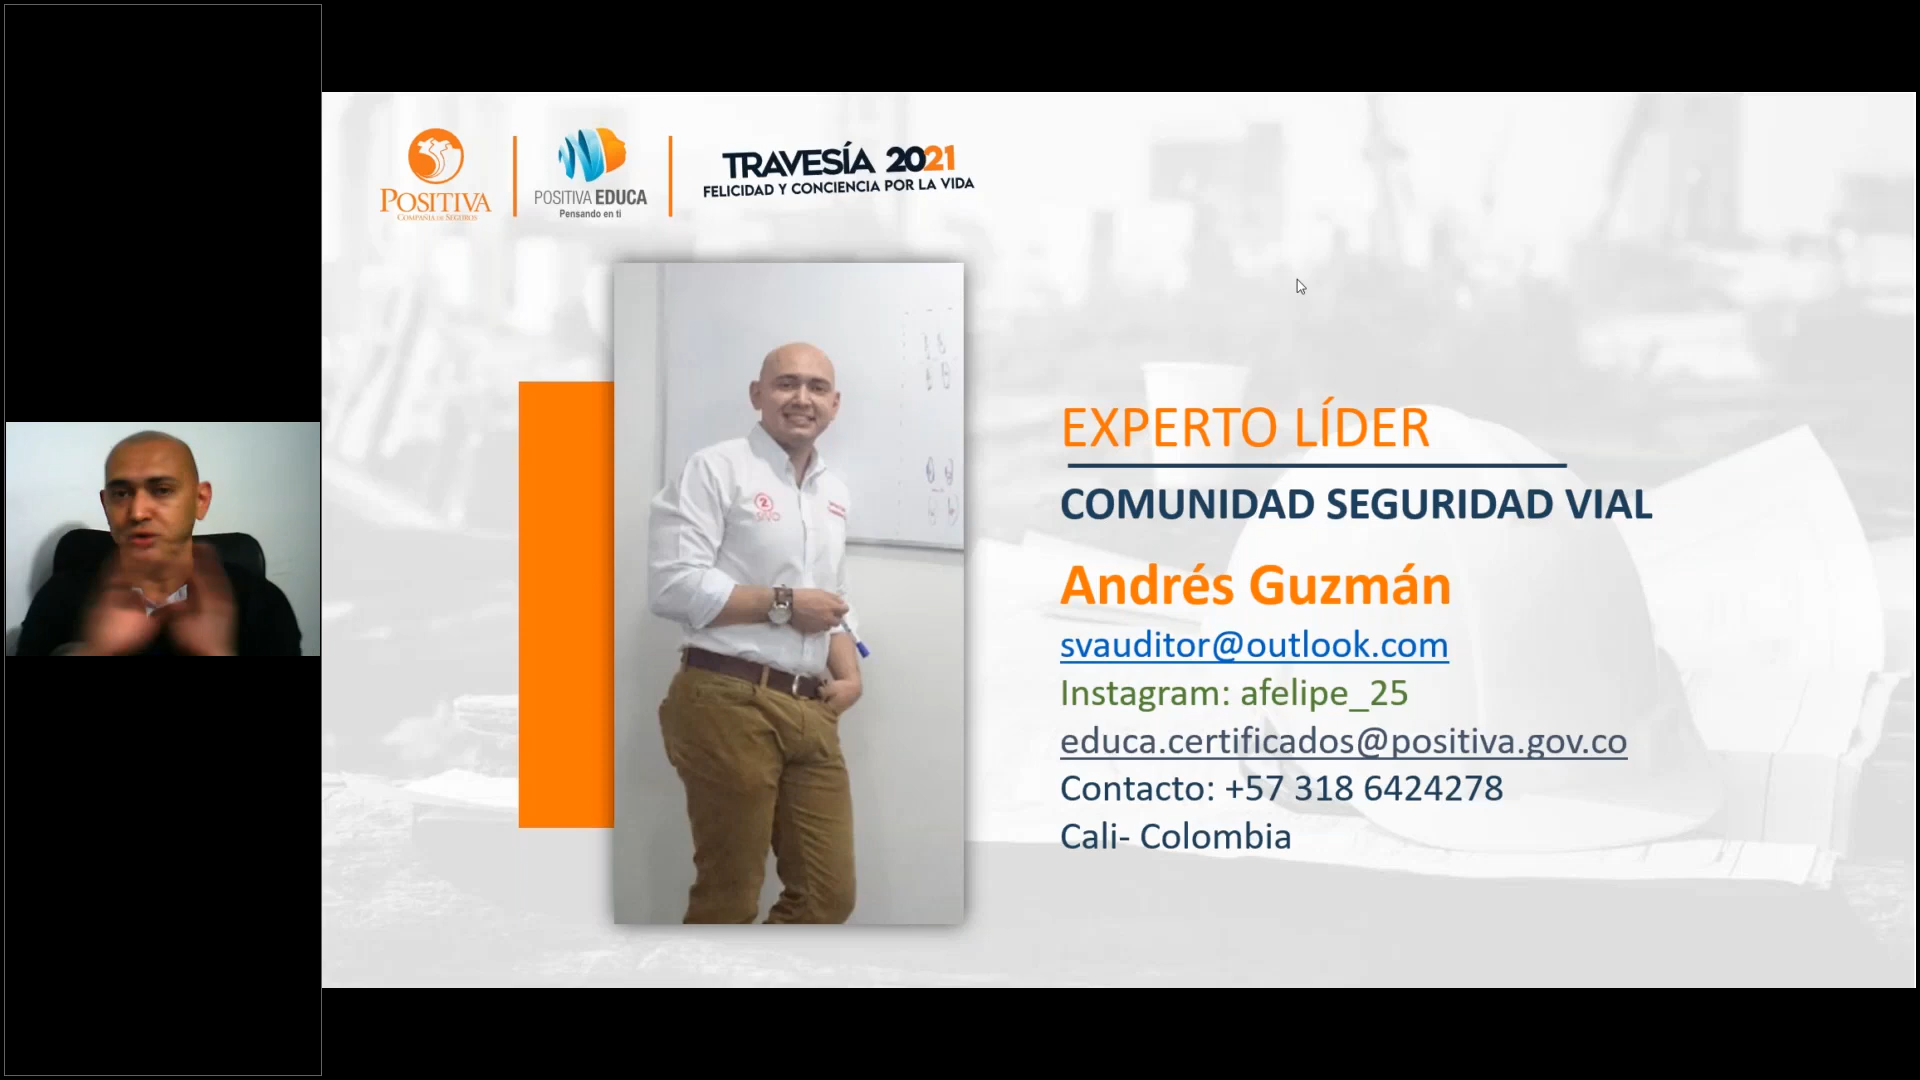 POSITIVA
COMPAÑÍA DE SEGUROS
POSITIVA EDUCA
Pensando en ti
TRAVESÍA 2021
FELICIDAD Y CONCIENCIA POR LA VIDA
2
EXPERTO LÍDER
COMUNIDAD SEGURIDAD VIAL
Andrés Guzmán
svauditor@outlook.com
Instagram: afelipe_25
educa.certificados@positiva.gov.co
Contacto: +57 318 6424278
Cali- Colombia